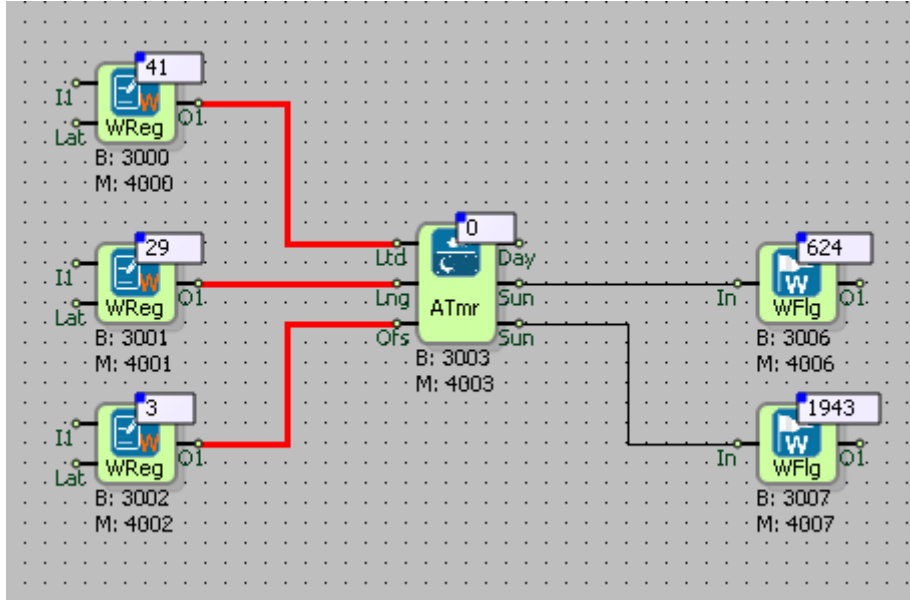 41
I1
O1
Lat
WReg
B: 3000
M: 4000
29
I1
O1
Lat
WReg
B: 3001
M: 4001
3
I1
O1
Lat
WReg
B: 3002
M: 4002
0
Ltd
Day
Lng
Sun
ATmr
Ofs
Sun
B: 3003
M: 4003
624
W
In
O1
WFlg
B: 3006
M: 4006
1943
W
In
O1
WFlg
B: 3007
M: 4007